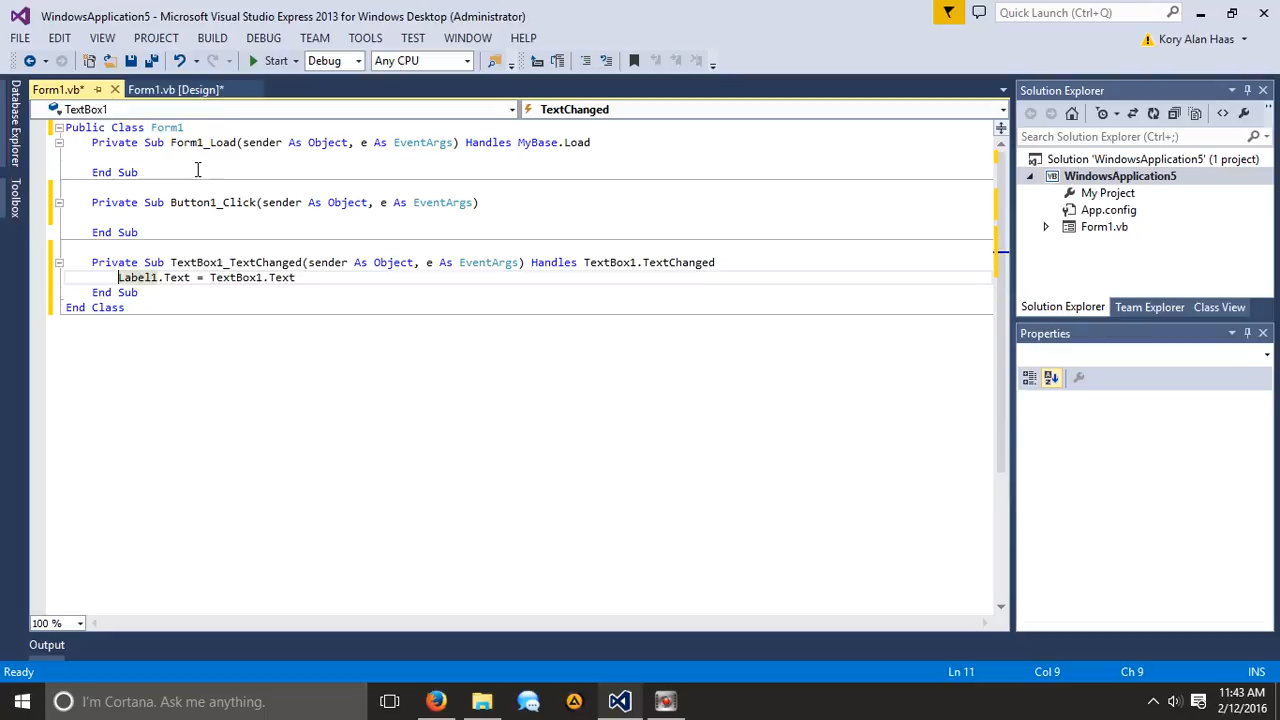 WindowsApplication5 - Microsoft Visual Studio Express 2013 for Windows Desktop (Administrator)
Quick Launch (Ctrl+Q)
FILE EDIT VIEW PROJECT BUILD DEBUG TEAM TOOLS TEST WINDOW HELP
Kory Alan Haas
Start Debug Any CPU
Database Explorer
Toolbox
Form1.vb* Form1.vb [Design]*
TextBox1 TextChanged
Public Class Form1
Private Sub Form1_Load(sender As Object, e As EventArgs) Handles MyBase.Load
End Sub
Private Sub Button1_Click(sender As Object, e As EventArgs)
End Sub
Private Sub TextBox1_TextChanged(sender As Object, e As EventArgs) Handles TextBox1.TextChanged
Label1.Text = TextBox1.Text
End Sub
End Class
100 %
Solution Explorer
Search Solution Explorer (Ctrl+;)
Solution 'WindowsApplication5' (1 project)
VB WindowsApplication5
My Project
App.config
Form1.vb
Solution Explorer Team Explorer Class View
Properties
Output
Ready Ln 11 Col 9 Ch 9 INS
I'm Cortana. Ask me anything.
11:43 AM
2/12/2016